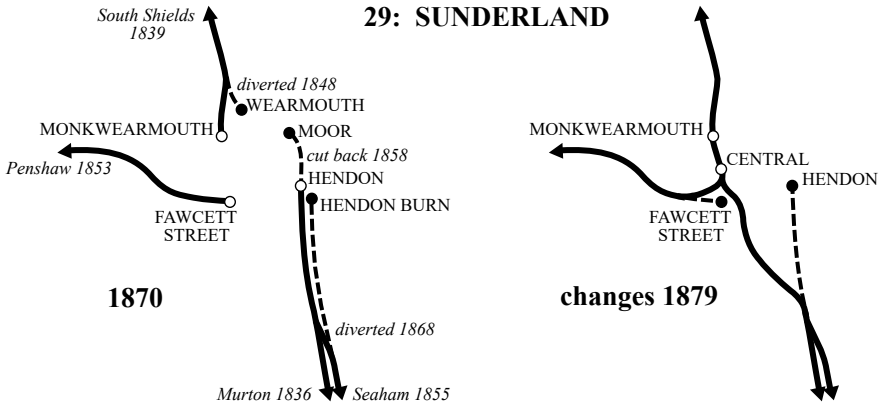 29: SUNDERLAND
South Shields
1839
diverted 1848
WEARMOUTH
MONKWEARMOUTH
MOOR
cut back 1858
Penshaw 1853
HENDON
HENDON BURN
FAWCETT
STREET
1870
diverted 1868
Murton 1836
Seaham 1855
MONKWEARMOUTH
CENTRAL
HENDON
FAWCETT
STREET
changes 1879